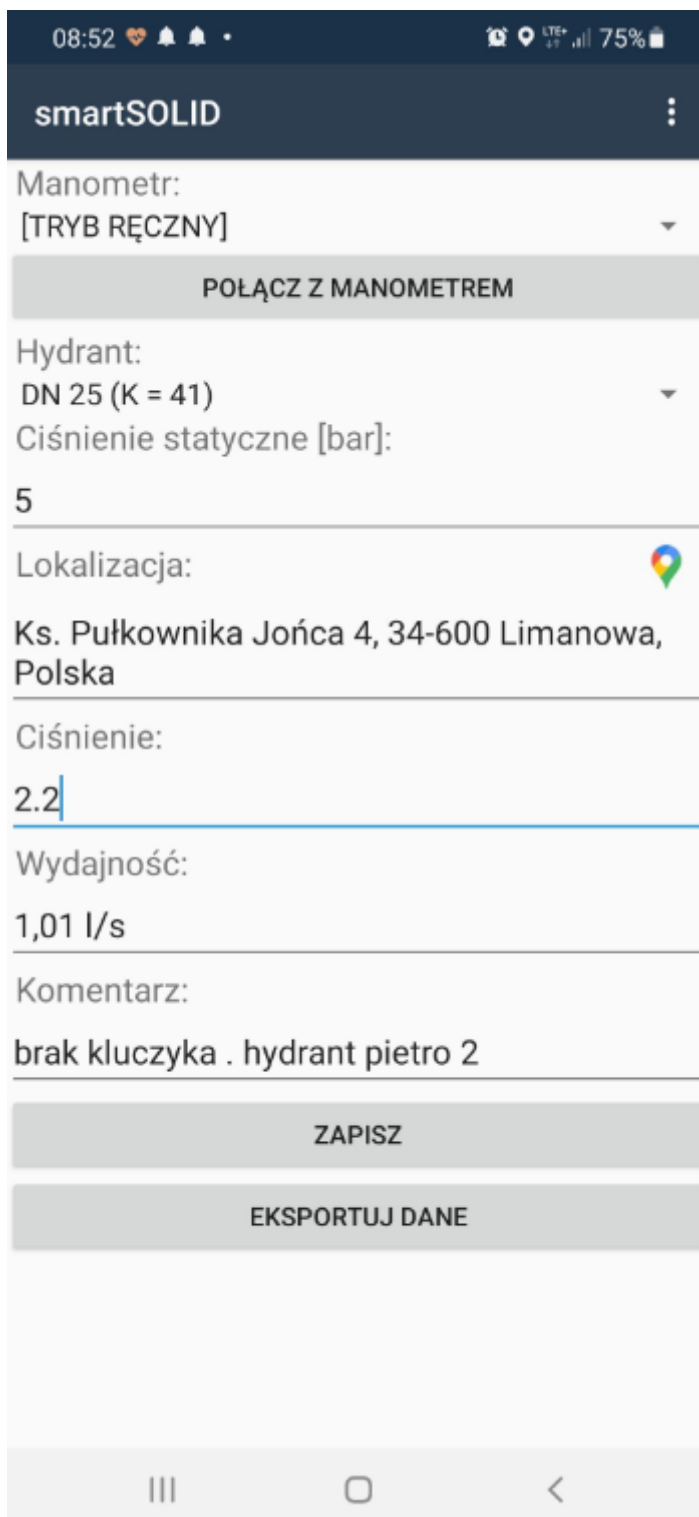 08:52
LTE+ 75%
smartSOLID
Manometr:
[TRYB RĘCZNY]
POŁĄCZ Z MANOMETREM
Hydrant:
DN 25 (K = 41)
Ciśnienie statyczne [bar]:
5
Lokalizacja:
Ks. Pułkownika Jońca 4, 34-600 Limanowa,
Polska
Ciśnienie:
2.2
Wydajność:
1,01 l/s
Komentarz:
brak kluczyka . hydrant pietro 2
ZAPISZ
EKSPORTUJ DANE